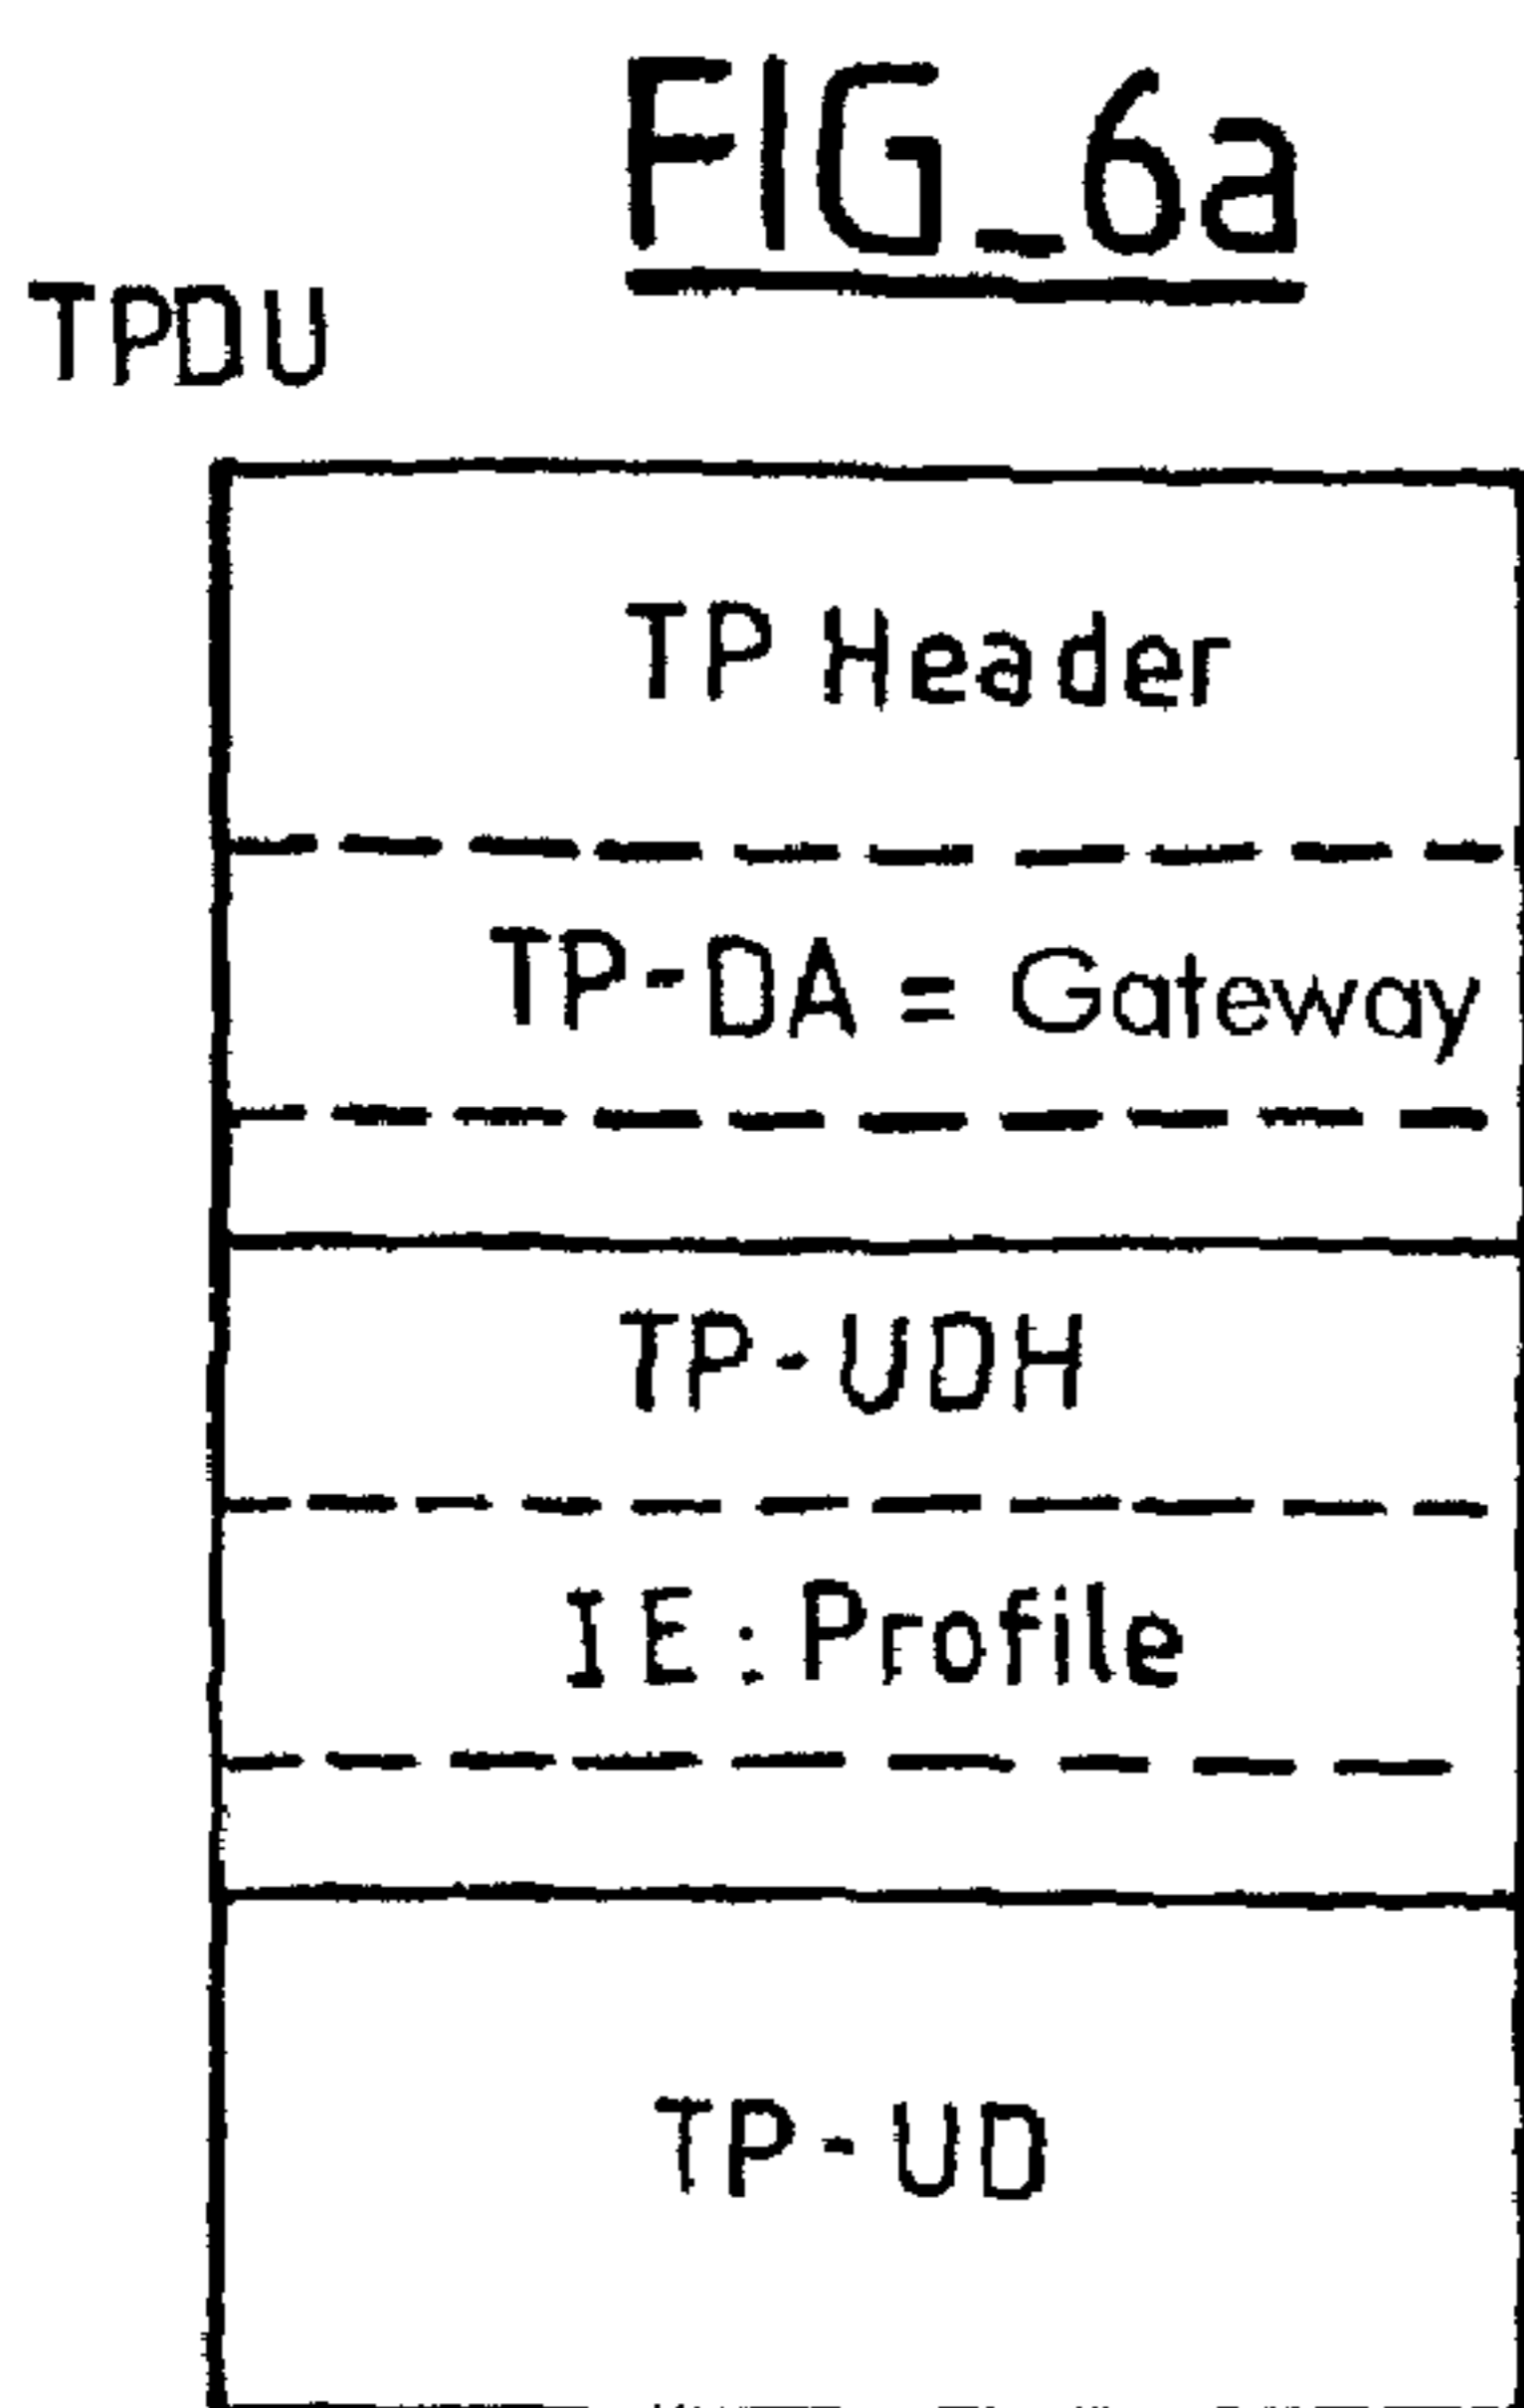 FIG_6a
TPDU
TP Header
TP-DA = Gateway
TP-UDH
IE: Profile
TP-UD